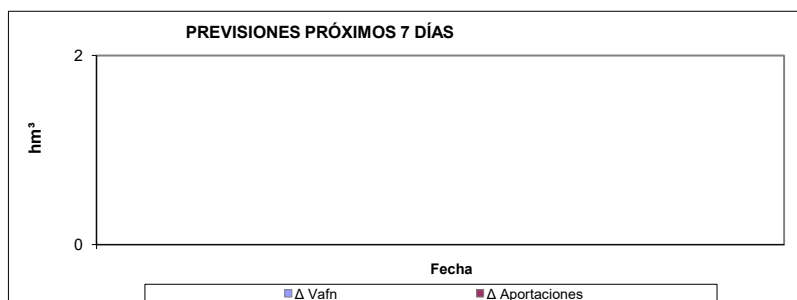 PREVISIONES PRÓXIMOS 7 DÍAS
2
hm³
0
Fecha
Δ Vafn Δ Aportaciones